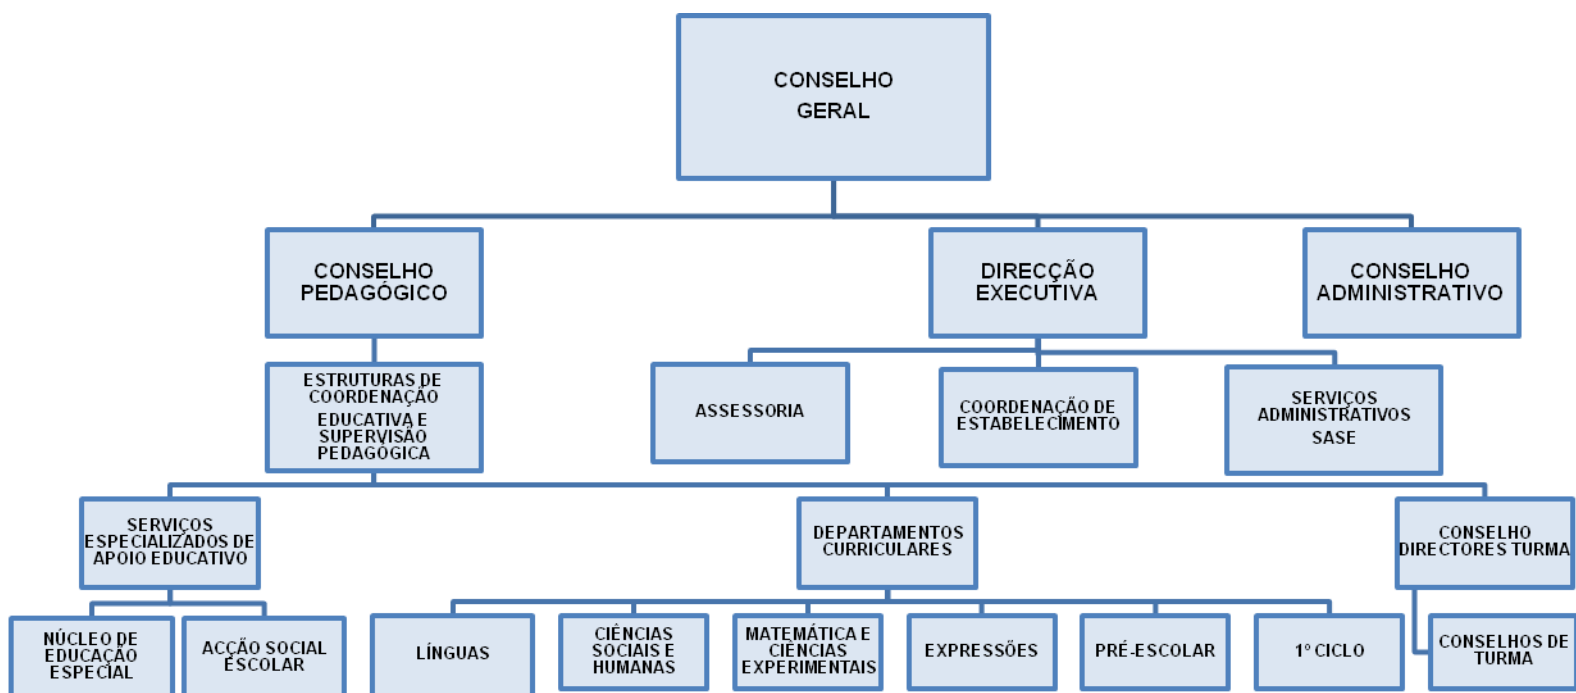 CONSELHO
GERAL
CONSELHO
PEDAGÓGICO
DIRECÇÃO
EXECUTIVA
CONSELHO
ADMINISTRATIVO
ESTRUTURAS DE
COORDENAÇÃO
EDUCATIVA E
SUPERVISÃO
PEDAGÓGICA
ASSESSORIA
COORDENAÇÃO DE
ESTABELECIMENTO
SERVIÇOS
ADMINISTRATIVOS
SASE
SERVIÇOS
ESPECIALIZADOS DE
APOIO EDUCATIVO
DEPARTAMENTOS
CURRICULARES
CONSELHO
DIRECTORES TURMA
NÚCLEO DE
EDUCAÇÃO
ESPECIAL
ACÇÃO SOCIAL
ESCOLAR
LÍNGUAS
CIÊNCIAS
SOCIAIS E
HUMANAS
MATEMÁTICA E
CIÊNCIAS
EXPERIMENTAIS
EXPRESSÕES
PRÉ-ESCOLAR
1º CICLO
CONSELHOS DE
TURMA